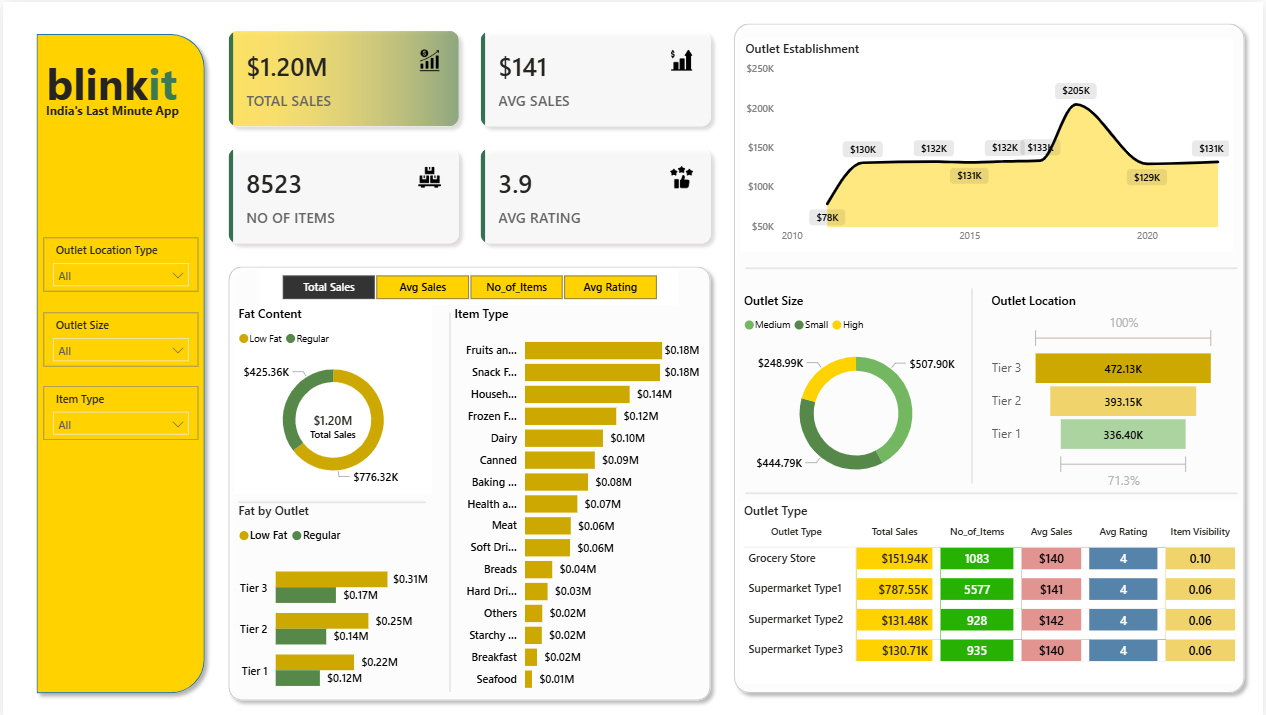 blinkit
India's Last Minute App
Outlet Location Type
All
Outlet Size
All
Item Type
All
$1.20M
TOTAL SALES
$141
AVG SALES
8523
NO OF ITEMS
3.9
AVG RATING
Total Sales Avg Sales No_of_Items Avg Rating
Fat Content
Low Fat Regular
$425.36K
$1.20M
Total Sales
$776.32K
Fat by Outlet
Low Fat Regular
Tier 3 $0.31M
$0.17M
Tier 2 $0.25M
$0.14M
Tier 1 $0.22M
$0.12M
Item Type
Fruits an... $0.18M
Snack F... $0.18M
Househ... $0.14M
Frozen F... $0.12M
Dairy $0.10M
Canned $0.09M
Baking ... $0.08M
Health a... $0.07M
Meat $0.06M
Soft Dri... $0.06M
Breads $0.04M
Hard Dri... $0.03M
Others $0.02M
Starchy ... $0.02M
Breakfast $0.02M
Seafood $0.01M
Outlet Establishment
$250K
$200K
$150K
$100K
$50K
$78K
$130K
$132K
$131K
$132K
$133K
$205K
$129K
$131K
2010 2015 2020
Outlet Size
Medium Small High
$248.99K
$507.90K
$444.79K
Outlet Location
100%
Tier 3 472.13K
Tier 2 393.15K
Tier 1 336.40K
71.3%
Outlet Type
Outlet Type Total Sales No_of_Items Avg Sales Avg Rating Item Visibility
Grocery Store $151.94K 1083 $140 4 0.10
Supermarket Type1 $787.55K 5577 $141 4 0.06
Supermarket Type2 $131.48K 928 $142 4 0.06
Supermarket Type3 $130.71K 935 $140 4 0.06